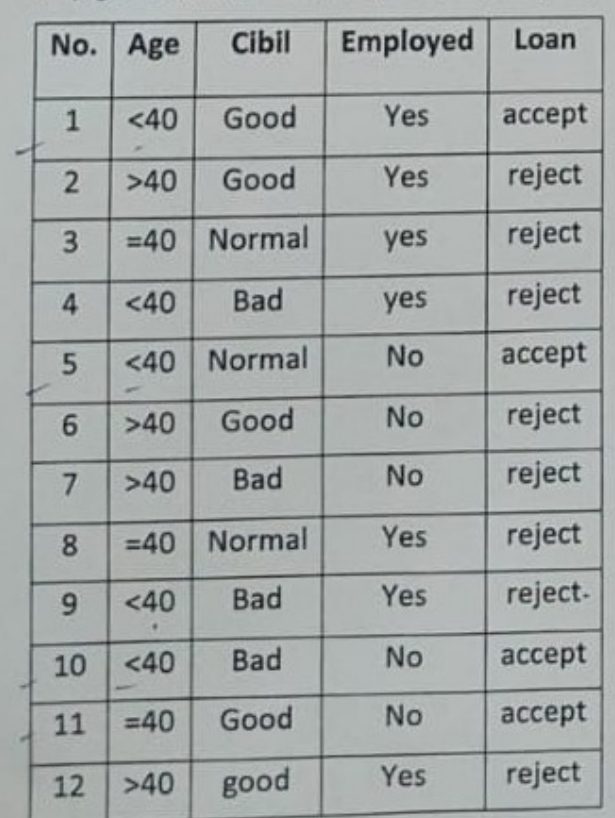 No. Age Cibil Employed Loan
1 <40 Good Yes accept
2 >40 Good Yes reject
3 =40 Normal yes reject
4 <40 Bad yes reject
5 <40 Normal No accept
6 >40 Good No reject
7 >40 Bad No reject
8 =40 Normal Yes reject
9 <40 Bad Yes reject
10 <40 Bad No accept
11 =40 Good No accept
12 >40 good Yes reject